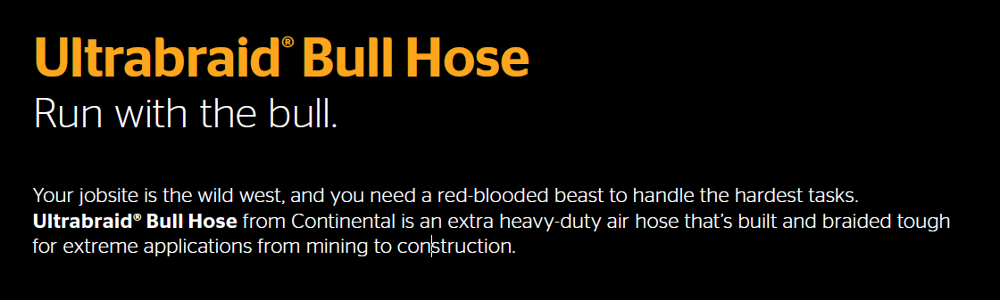 Ultrabraid® Bull Hose
Run with the bull.
Your jobsite is the wild west, and you need a red-blooded beast to handle the hardest tasks.
Ultrabraid® Bull Hose from Continental is an extra heavy-duty air hose that’s built and braided tough
for extreme applications from mining to construction.